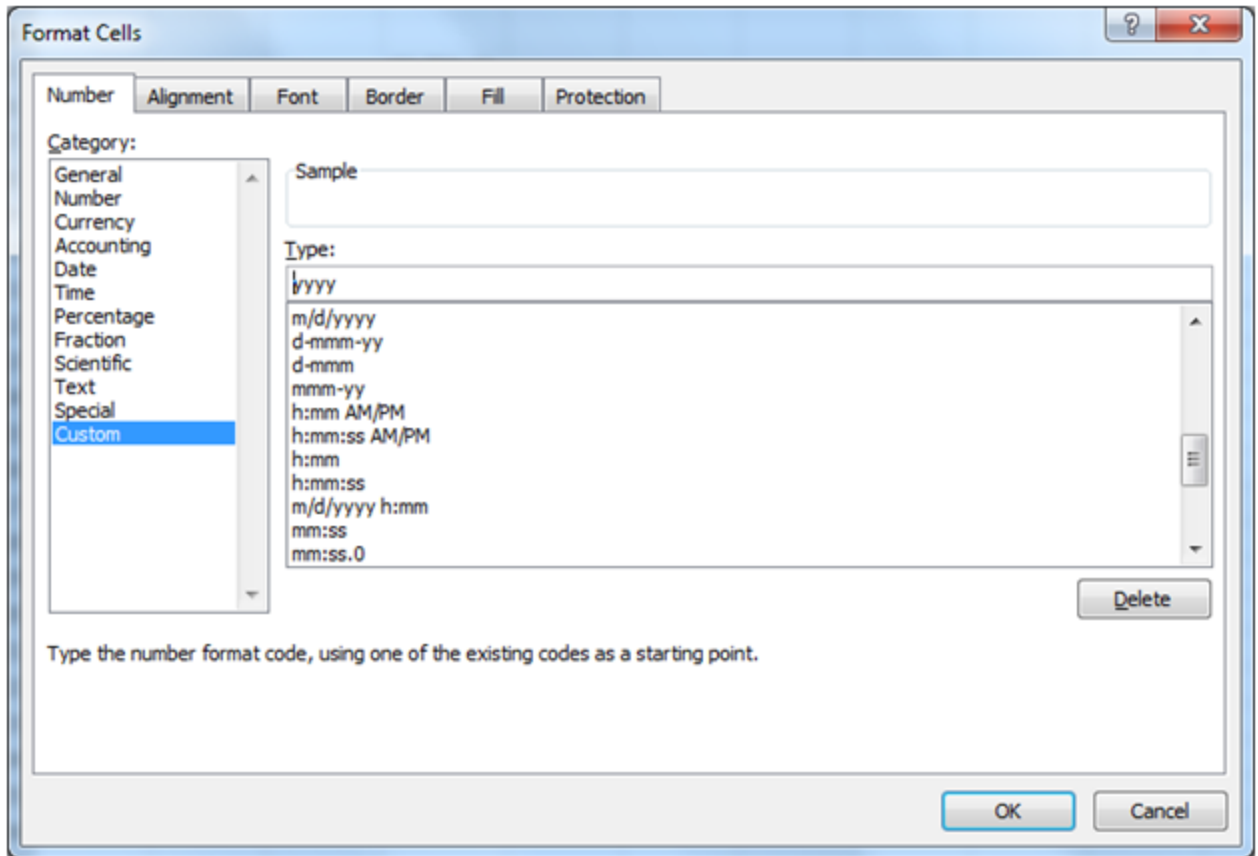 Format Cells
Number Alignment Font Border Fill Protection
Category:
General
Number
Currency
Accounting
Date
Time
Percentage
Fraction
Scientific
Text
Special
Custom
Sample
Type:
yyyy
m/d/yyyy
d-mmm-yy
d-mmm
mmm-yy
h:mm AM/PM
h:mm:ss AM/PM
h:mm
h:mm:ss
m/d/yyyy h:mm
mm:ss
mm:ss.0
Delete
Type the number format code, using one of the existing codes as a starting point.
OK Cancel